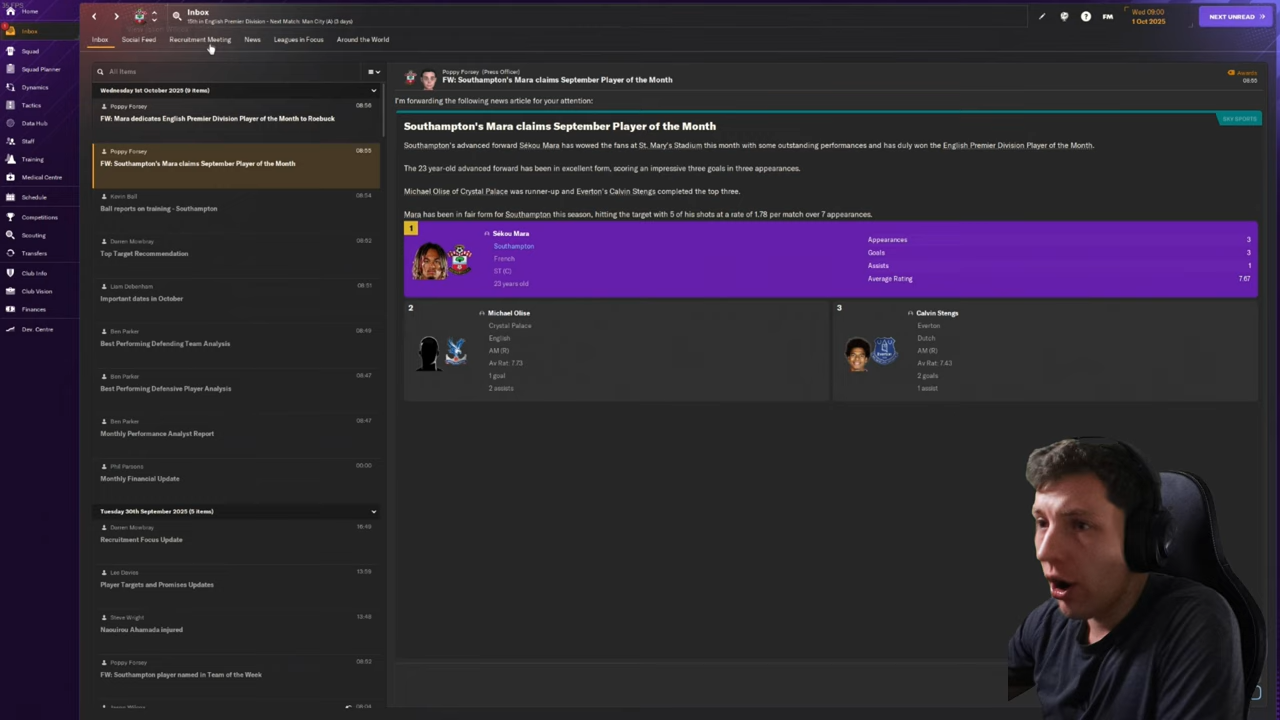 Home
Inbox
Squad
Squad Planner
Dynamics
Tactics
Data Hub
Staff
Training
Medical Centre
Schedule
Competitions
Scouting
Transfers
Club Info
Club Vision
Finances
Dev. Centre
Inbox
15th in English Premier Division - Next Match: Man City (A) (3 days)
FM
Wed 09:00
1 Oct 2025
NEXT UNREAD
Inbox
Social Feed
Recruitment Meeting
News
Leagues in Focus
Around the World
All Items
Wednesday 1st October 2025 (9 items)
Poppy Forsey
08:56
FW: Mara dedicates English Premier Division Player of the Month to Roebuck
Poppy Forsey
08:55
FW: Southampton's Mara claims September Player of the Month
Kevin Ball
08:54
Ball reports on training - Southampton
Darren Mowbray
08:52
Top Target Recommendation
Liam Debenham
08:51
Important dates in October
Ben Parker
08:49
Best Performing Defending Team Analysis
Ben Parker
08:47
Best Performing Defensive Player Analysis
Ben Parker
08:47
Monthly Performance Analyst Report
Phil Parsons
00:00
Monthly Financial Update
Tuesday 30th September 2025 (5 items)
Darren Mowbray
18:49
Recruitment Focus Update
Lee Davies
13:59
Player Targets and Promises Updates
Steve Wright
13:49
Naouirou Ahamada injured
Poppy Forsey
08:52
FW: Southampton player named in Team of the Week
Poppy Forsey (Press Officer)
FW: Southampton's Mara claims September Player of the Month
Awards
08:55
I'm forwarding the following news article for your attention:
SKY SPORTS
Southampton's Mara claims September Player of the Month
Southampton's advanced forward Sékou Mara has wowed the fans at St. Mary's Stadium this month with some outstanding performances and has duly won the English Premier Division Player of the Month.
The 23 year-old advanced forward has been in excellent form, scoring an impressive three goals in three appearances.
Michael Olise of Crystal Palace was runner-up and Everton's Calvin Stengs completed the top three.
Mara has been in fair form for Southampton this season, hitting the target with 5 of his shots at a rate of 1.78 per match over 7 appearances.
1
Sékou Mara
Southampton
French
ST (C)
23 years old
Appearances 3
Goals 3
Assists 1
Average Rating 7.67
2
Michael Olise
Crystal Palace
English
AM (R)
Av Rat: 7.73
1 goal
2 assists
3
Calvin Stengs
Everton
Dutch
AM (R)
Av Rat: 7.43
2 goals
1 assist